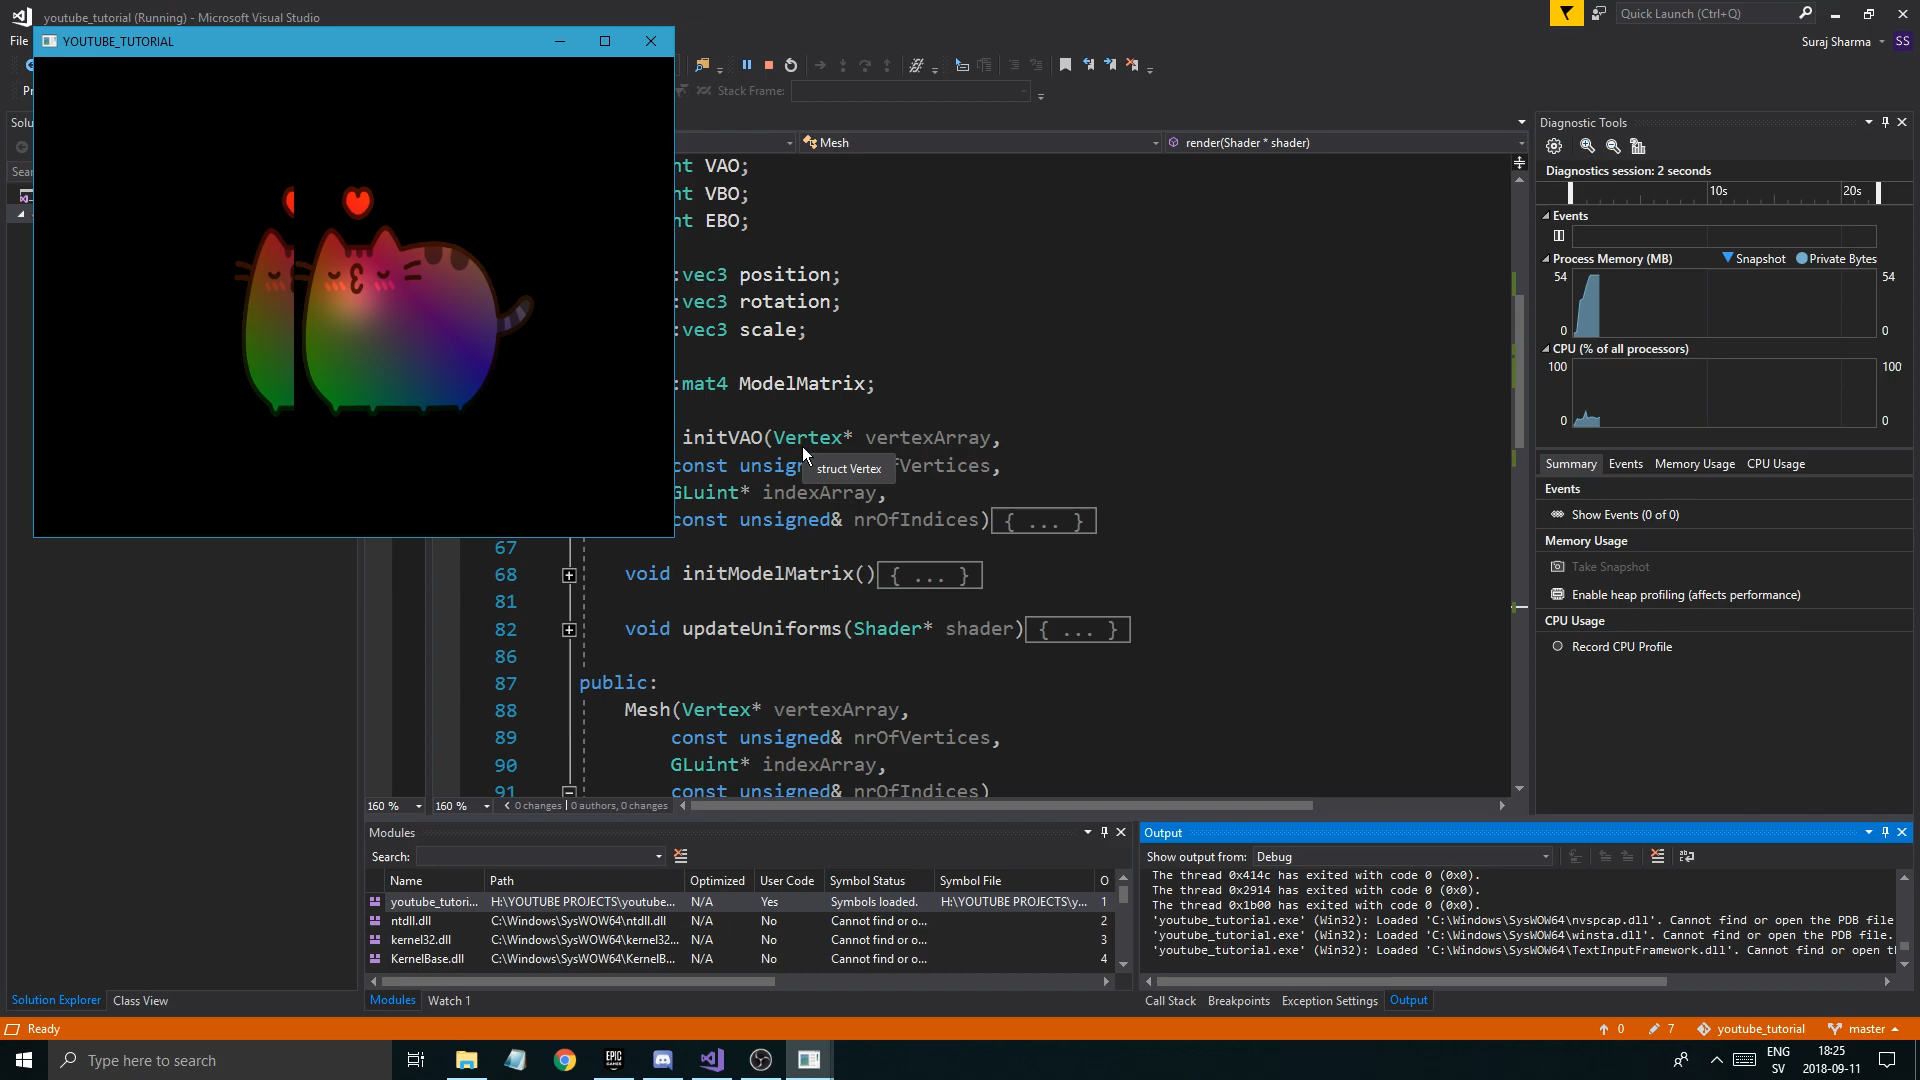 youtube_tutorial (Running) - Microsoft Visual Studio
Quick Launch (Ctrl+Q)
File
YOUTUBE_TUTORIAL
Suraj Sharma
SS
Stack Frame:
Pr
Solu
Sear
Mesh
render(Shader * shader)
nt VAO;
nt VBO;
nt EBO;
:vec3 position;
:vec3 rotation;
:vec3 scale;
:mat4 ModelMatrix;
initVAO(Vertex* vertexArray,
const unsign
struct Vertex
fVertices,
GLuint* indexArray,
const unsigned& nrOfIndices){ ... }
67
68 void initModelMatrix(){ ... }
81
82 void updateUniforms(Shader* shader){ ... }
86
87 public:
88 Mesh(Vertex* vertexArray,
89 const unsigned& nrOfVertices,
90 GLuint* indexArray,
91 const unsigned& nrOfIndices)
160 %
160 %
0 changes | 0 authors, 0 changes
Diagnostic Tools
Diagnostics session: 2 seconds
10s
20s
Events
Process Memory (MB)
Snapshot
Private Bytes
54
54
0
0
CPU (% of all processors)
100
100
0
0
Summary Events Memory Usage CPU Usage
Events
Show Events (0 of 0)
Memory Usage
Take Snapshot
Enable heap profiling (affects performance)
CPU Usage
Record CPU Profile
Modules
Search:
Name Path Optimized User Code Symbol Status Symbol File O
youtube_tutori... H:\YOUTUBE PROJECTS\youtube... N/A Yes Symbols loaded. H:\YOUTUBE PROJECTS\y... 1
ntdll.dll C:\Windows\SysWOW64\ntdll.dll N/A No Cannot find or o... 2
kernel32.dll C:\Windows\SysWOW64\kernel32... N/A No Cannot find or o... 3
KernelBase.dll C:\Windows\SysWOW64\KernelB... N/A No Cannot find or o... 4
Output
Show output from: Debug
The thread 0x414c has exited with code 0 (0x0).
The thread 0x2914 has exited with code 0 (0x0).
The thread 0x1b00 has exited with code 0 (0x0).
'youtube_tutorial.exe' (Win32): Loaded 'C:\Windows\SysWOW64\nvspcap.dll'. Cannot find or open the PDB file
'youtube_tutorial.exe' (Win32): Loaded 'C:\Windows\SysWOW64\winsta.dll'. Cannot find or open the PDB file.
'youtube_tutorial.exe' (Win32): Loaded 'C:\Windows\SysWOW64\TextInputFramework.dll'. Cannot find or open t
Solution Explorer Class View
Modules Watch 1
Call Stack Breakpoints Exception Settings Output
Ready
0
7
youtube_tutorial
master
Type here to search
EPIC
GAMES
ENG
SV
18:25
2018-09-11